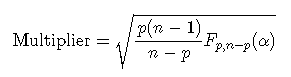 Multiplier = √(p(n − 1)/(n − p) F_{p,n−p}(α))